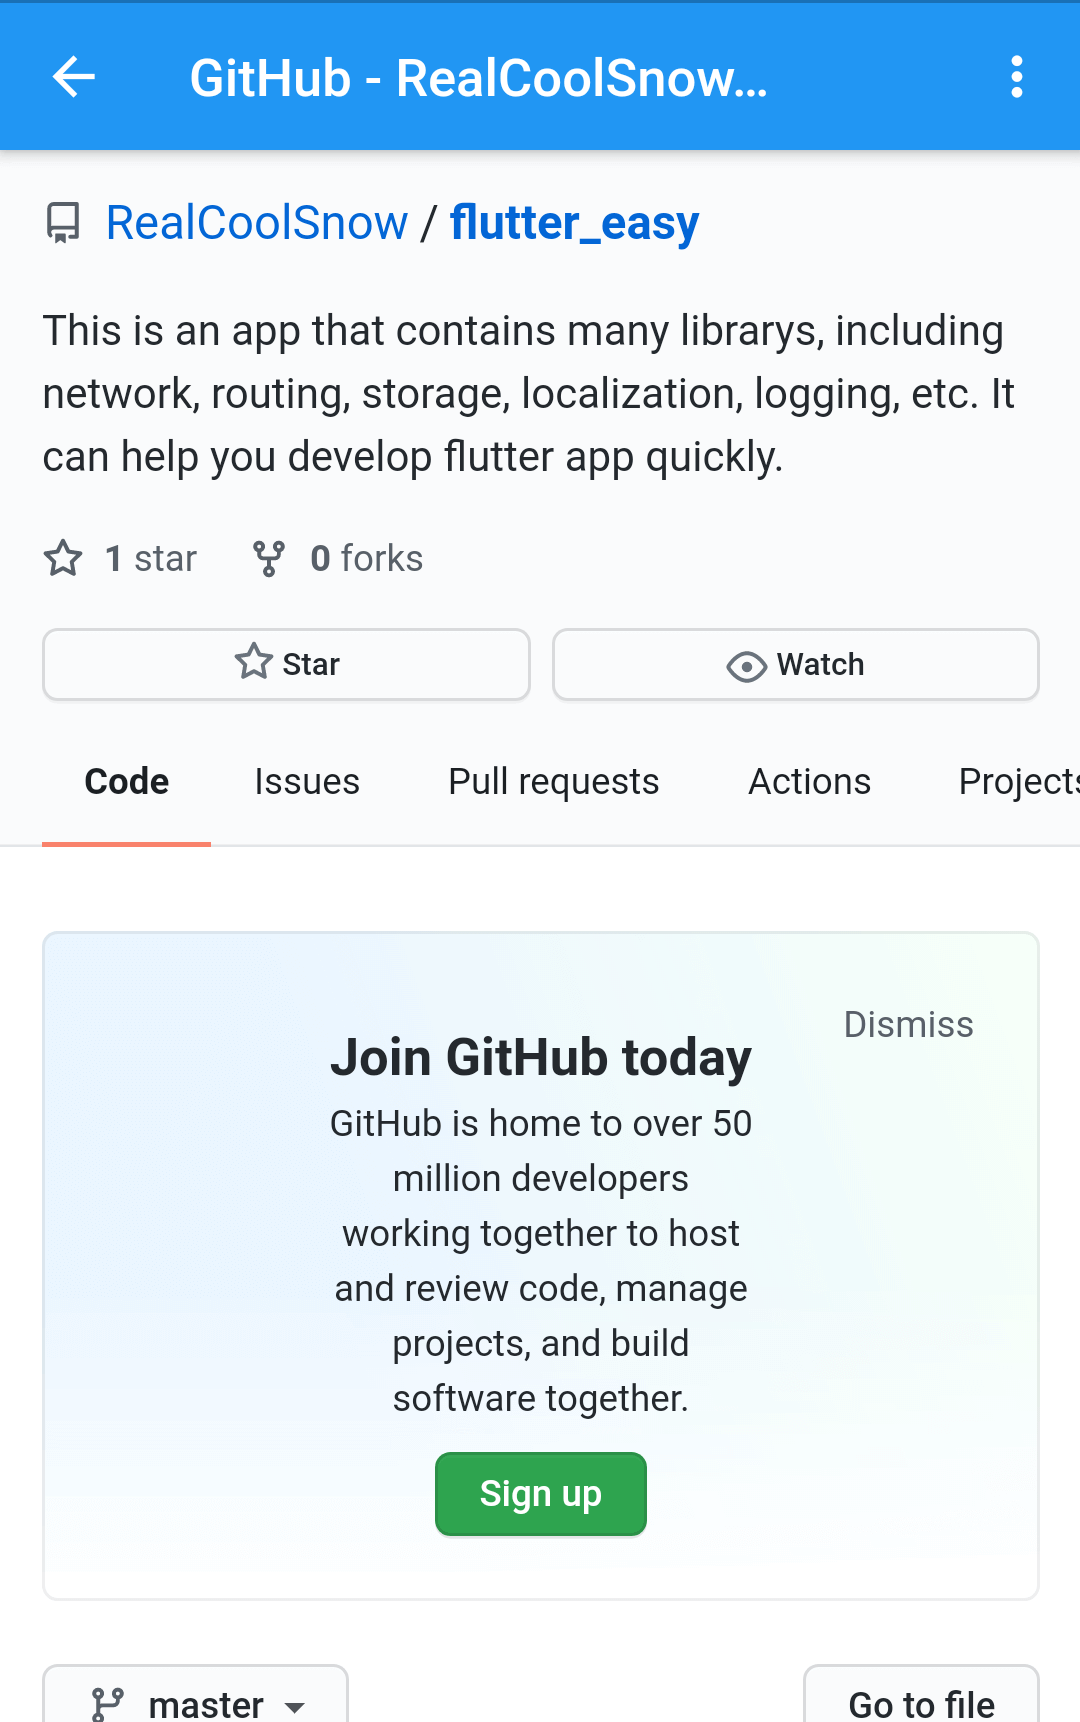 GitHub - RealCoolSnow...
RealCoolSnow / flutter_easy
This is an app that contains many librarys, including
network, routing, storage, localization, logging, etc. It
can help you develop flutter app quickly.
1 star 0 forks
Star Watch
Code Issues Pull requests Actions Projects
Dismiss
Join GitHub today
GitHub is home to over 50
million developers
working together to host
and review code, manage
projects, and build
software together.
Sign up
master Go to file